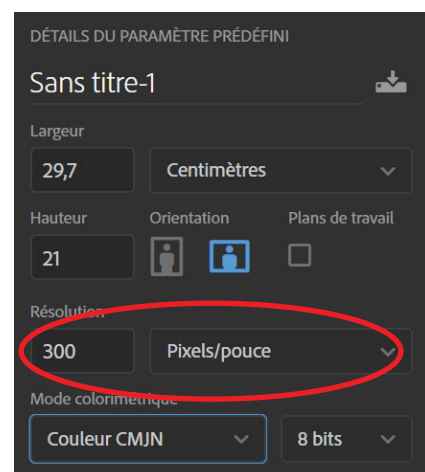 DÉTAILS DU PARAMÈTRE PRÉDÉFINI
Sans titre-1
Largeur
29,7 Centimètres
Hauteur Orientation Plans de travail
21
Résolution
300 Pixels/pouce
Mode colorimétrique
Couleur CMJN 8 bits